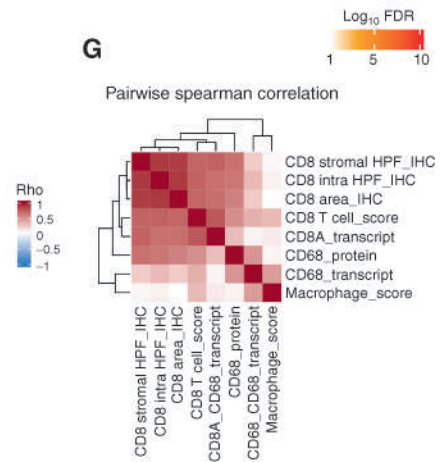 Log10 FDR
1 5 10
G
Pairwise spearman correlation
Rho
1
0.5
0
−0.5
−1
CD8 stromal HPF_IHC
CD8 intra HPF_IHC
CD8 area_IHC
CD8 T cell_score
CD8A_transcript
CD68_protein
CD68_transcript
Macrophage_score
CD8 stromal HPF_IHC
CD8 intra HPF_IHC
CD8 area_IHC
CD8 T cell_score
CD8A_CD68_transcript
CD68_protein
CD68_CD68_transcript
Macrophage_score